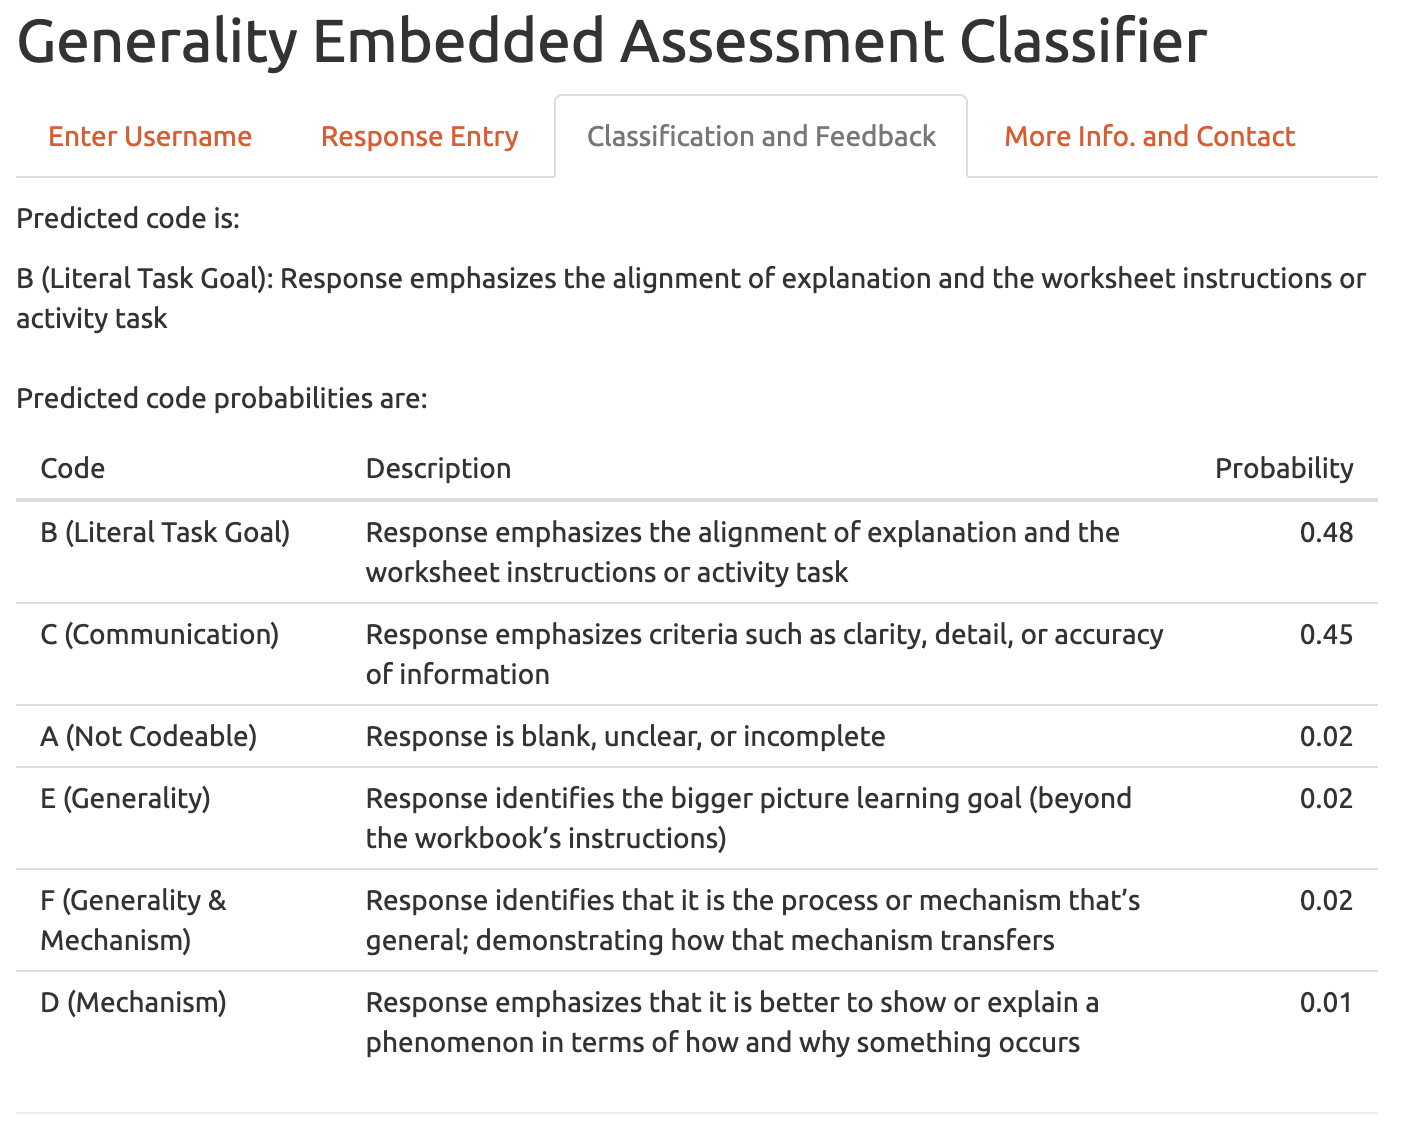 Generality Embedded Assessment Classifier
Enter Username
Response Entry
Classification and Feedback
More Info. and Contact
Predicted code is:
B (Literal Task Goal): Response emphasizes the alignment of explanation and the worksheet instructions or
activity task
Predicted code probabilities are:
Code Description Probability
B (Literal Task Goal) Response emphasizes the alignment of explanation and the 0.48
worksheet instructions or activity task
C (Communication) Response emphasizes criteria such as clarity, detail, or accuracy 0.45
of information
A (Not Codeable) Response is blank, unclear, or incomplete 0.02
E (Generality) Response identifies the bigger picture learning goal (beyond 0.02
the workbook’s instructions)
F (Generality & Response identifies that it is the process or mechanism that’s 0.02
Mechanism) general; demonstrating how that mechanism transfers
D (Mechanism) Response emphasizes that it is better to show or explain a 0.01
phenomenon in terms of how and why something occurs